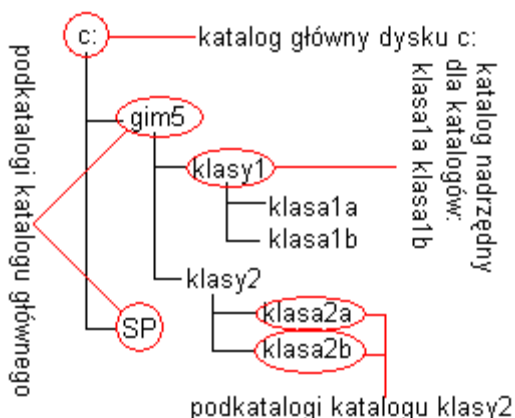 c:
katalog główny dysku c:
gim5
klasy1
klasa1a
klasa1b
klasy2
klasa2a
klasa2b
SP
podkatalogi katalogu klasy2
podkatalogi katalogu głównego
katalog nadrzędny
dla katalogów:
klasa1a klasa1b